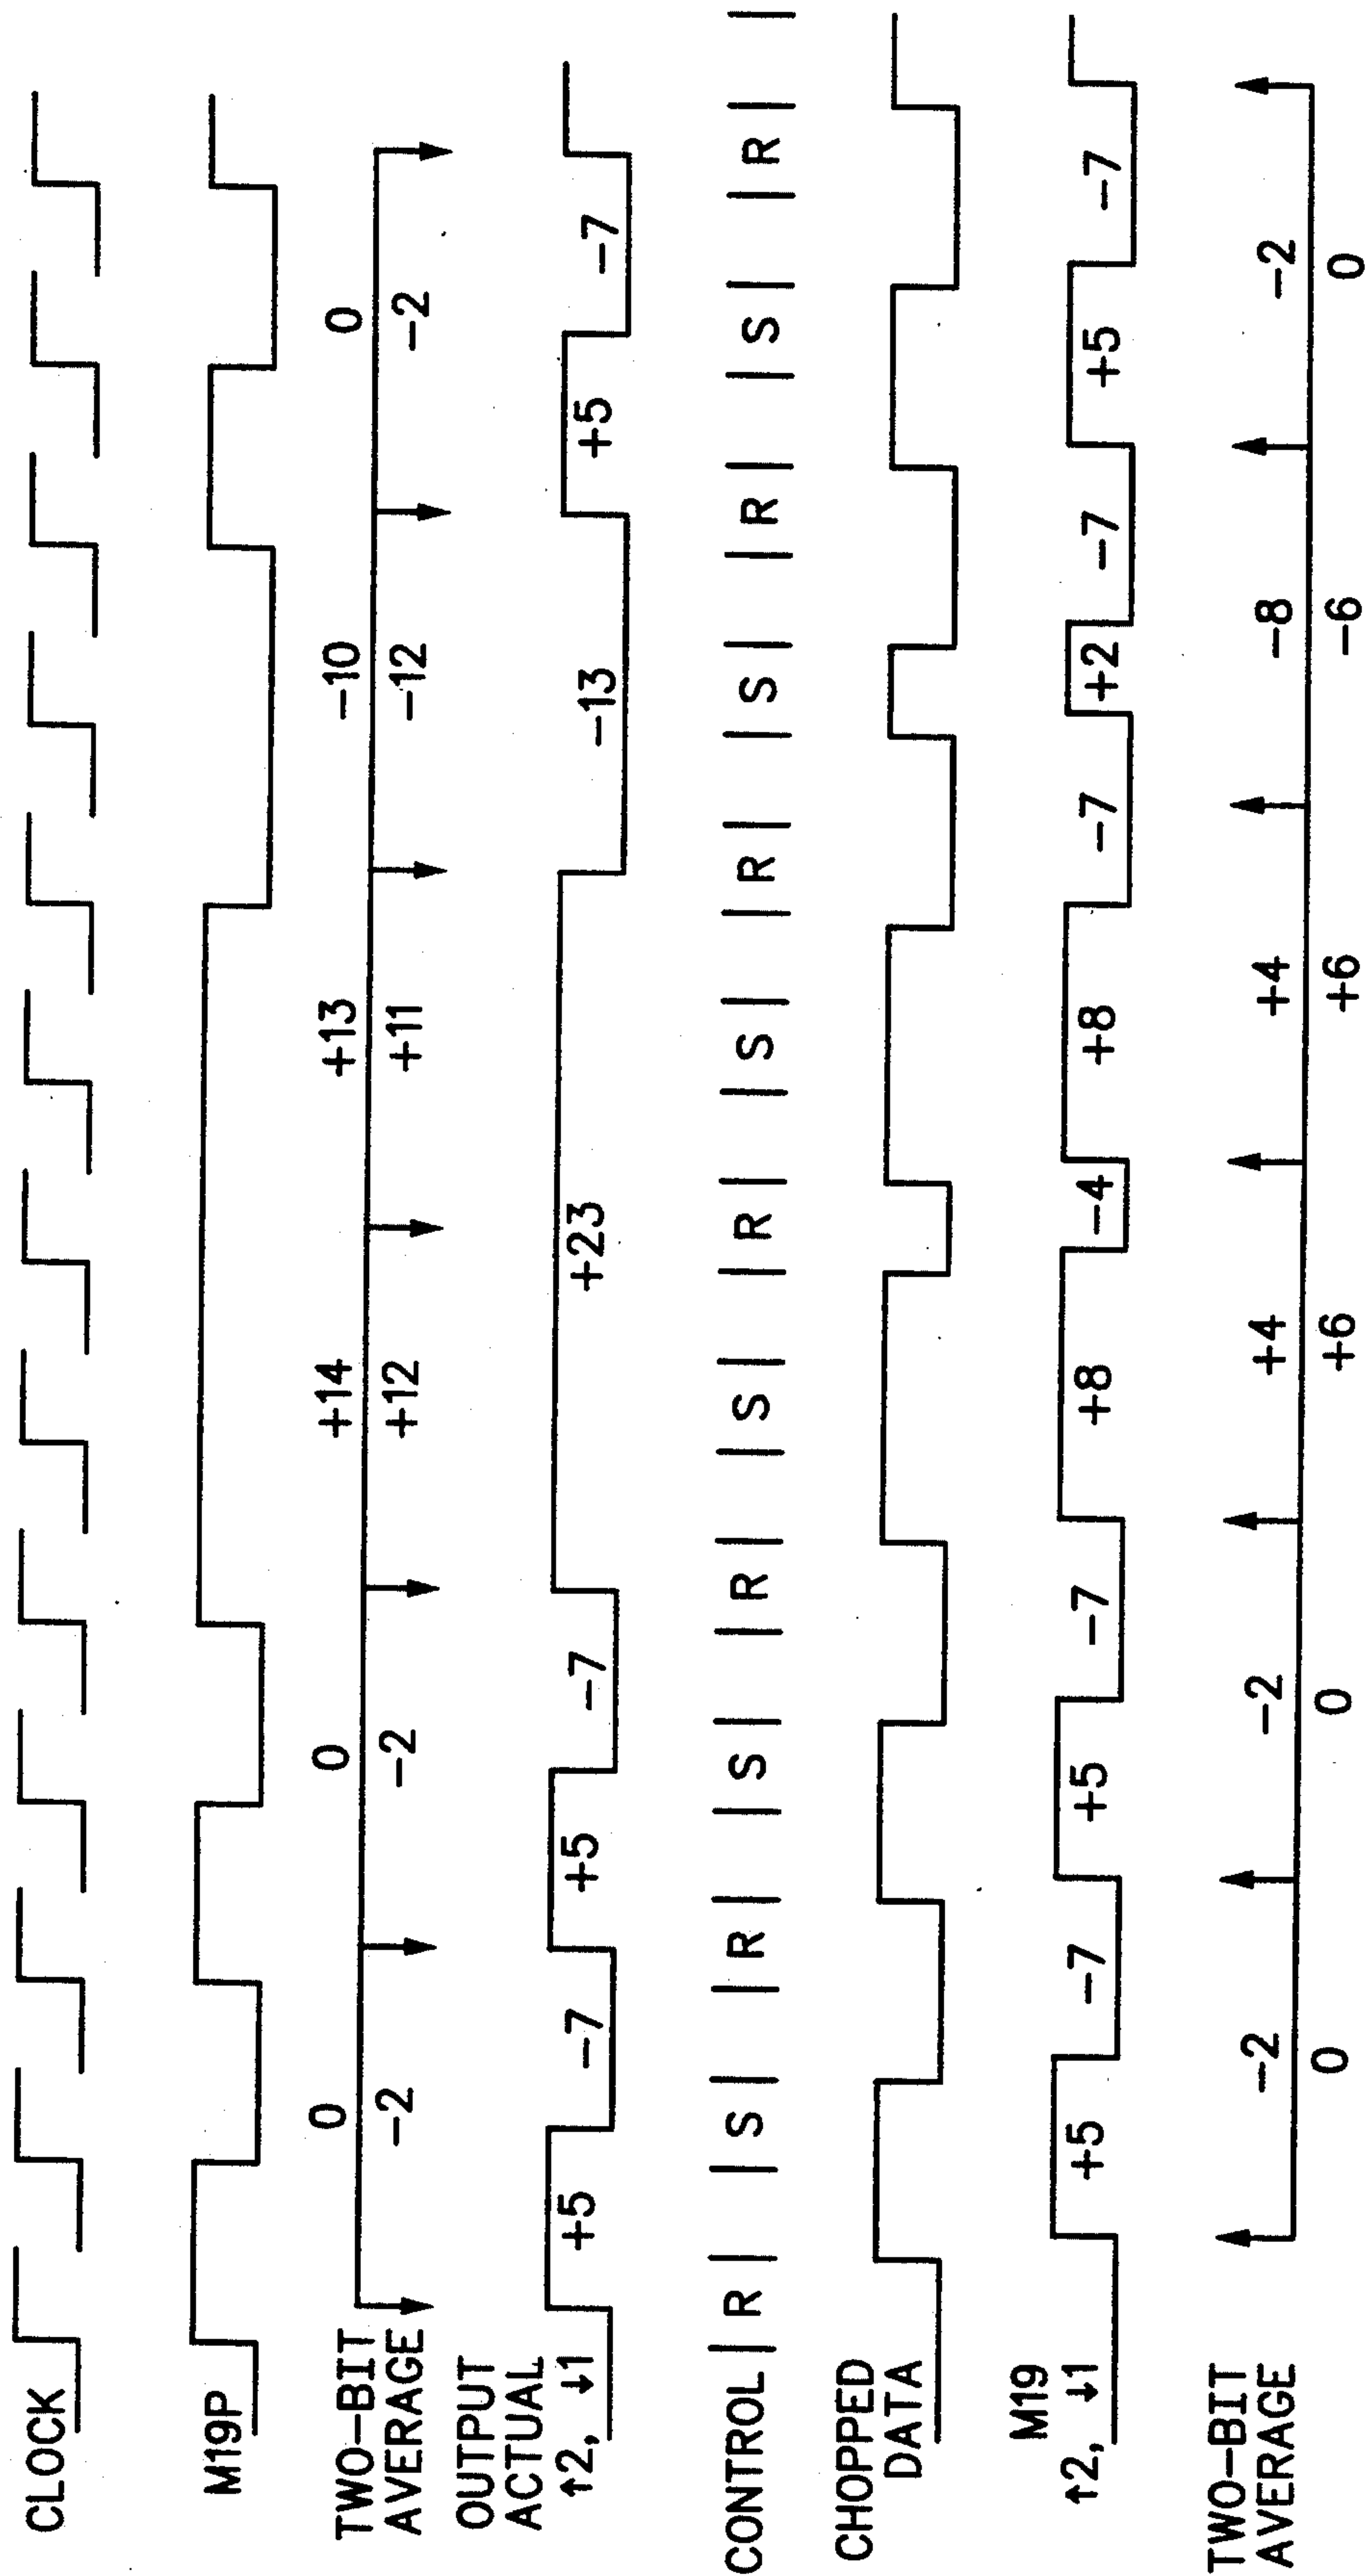 CLOCK
M19P
TWO–BIT
AVERAGE
0 0 +14 +13 –10 0
–2 –2 +12 +11 –12 –2
OUTPUT
ACTUAL
↑2, ↓1
+5 –7 +5 –7 +23 –13 +5 –7
CONTROL | R | | S | | R | | S | | R | | S | | R | | S | | R | | S | | R | | S | | R | |
CHOPPED
DATA
M19
↑2, ↓1
+5 –7 +5 –7 +8 –4 +8 –7 +2 –7 +5 –7
TWO–BIT
AVERAGE
–2 –2 +4 +4 –8 –2
0 0 +6 +6 –6 0